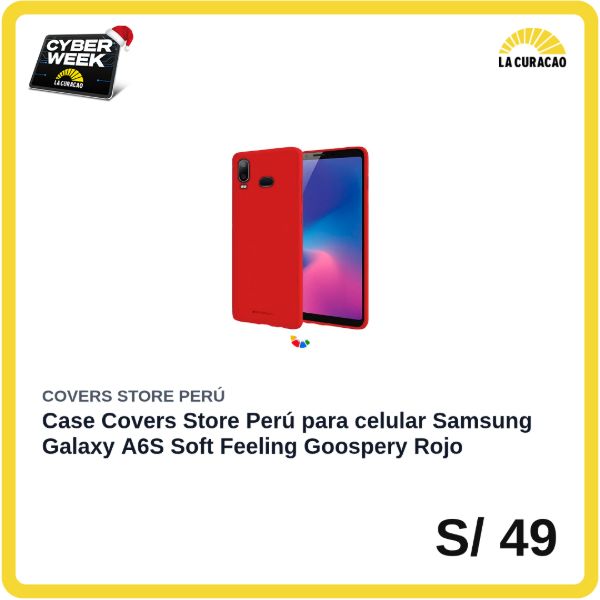 CYBER
WEEK
LA CURACAO
LA CURACAO
COVERS STORE PERÚ
Case Covers Store Perú para celular Samsung
Galaxy A6S Soft Feeling Goospery Rojo
S/ 49